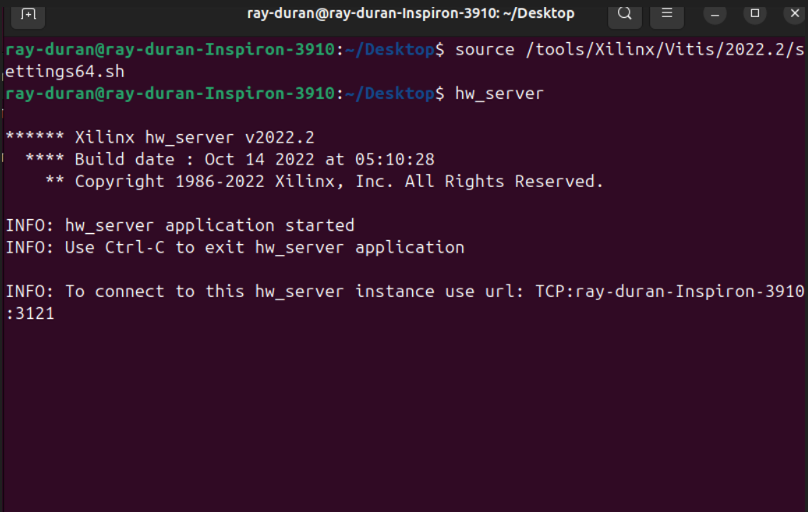 ray-duran@ray-duran-Inspiron-3910: ~/Desktop
ray-duran@ray-duran-Inspiron-3910:~/Desktop$ source /tools/Xilinx/Vitis/2022.2/s
ettings64.sh
ray-duran@ray-duran-Inspiron-3910:~/Desktop$ hw_server
****** Xilinx hw_server v2022.2
**** Build date : Oct 14 2022 at 05:10:28
** Copyright 1986-2022 Xilinx, Inc. All Rights Reserved.
INFO: hw_server application started
INFO: Use Ctrl-C to exit hw_server application
INFO: To connect to this hw_server instance use url: TCP:ray-duran-Inspiron-3910
:3121